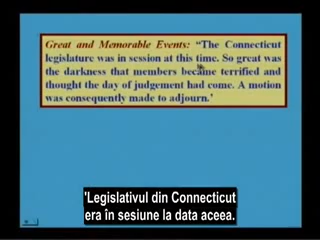 Great and Memorable Events: “The Connecticut
legislature was in session at this time. So great was
the darkness that members became terrified and
thought the day of judgement had come. A motion
was consequently made to adjourn.’
'Legislativul din Connecticut
era în sesiune la data aceea.